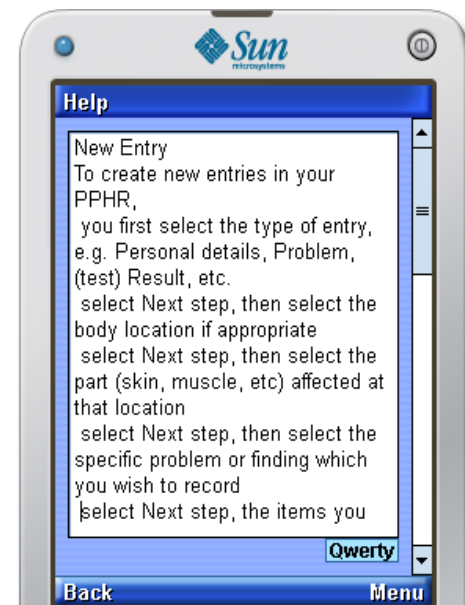 Sun
microsystems
Help
New Entry
To create new entries in your
PPHR,
you first select the type of entry,
e.g. Personal details, Problem,
(test) Result, etc.
select Next step, then select the
body location if appropriate
select Next step, then select the
part (skin, muscle, etc) affected at
that location
select Next step, then select the
specific problem or finding which
you wish to record
select Next step, the items you
Qwerty
Back Menu